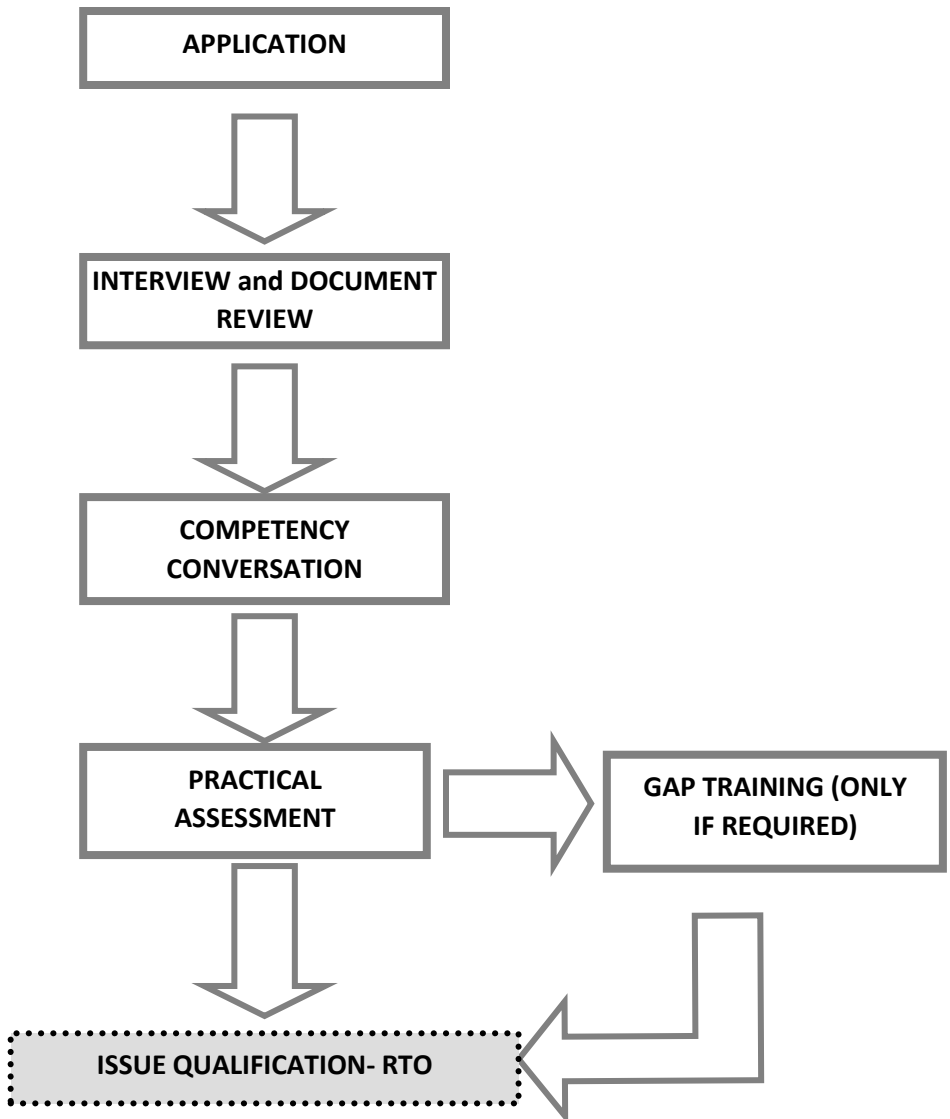 APPLICATION
INTERVIEW and DOCUMENT
REVIEW
COMPETENCY
CONVERSATION
PRACTICAL
ASSESSMENT
GAP TRAINING (ONLY
IF REQUIRED)
ISSUE QUALIFICATION- RTO